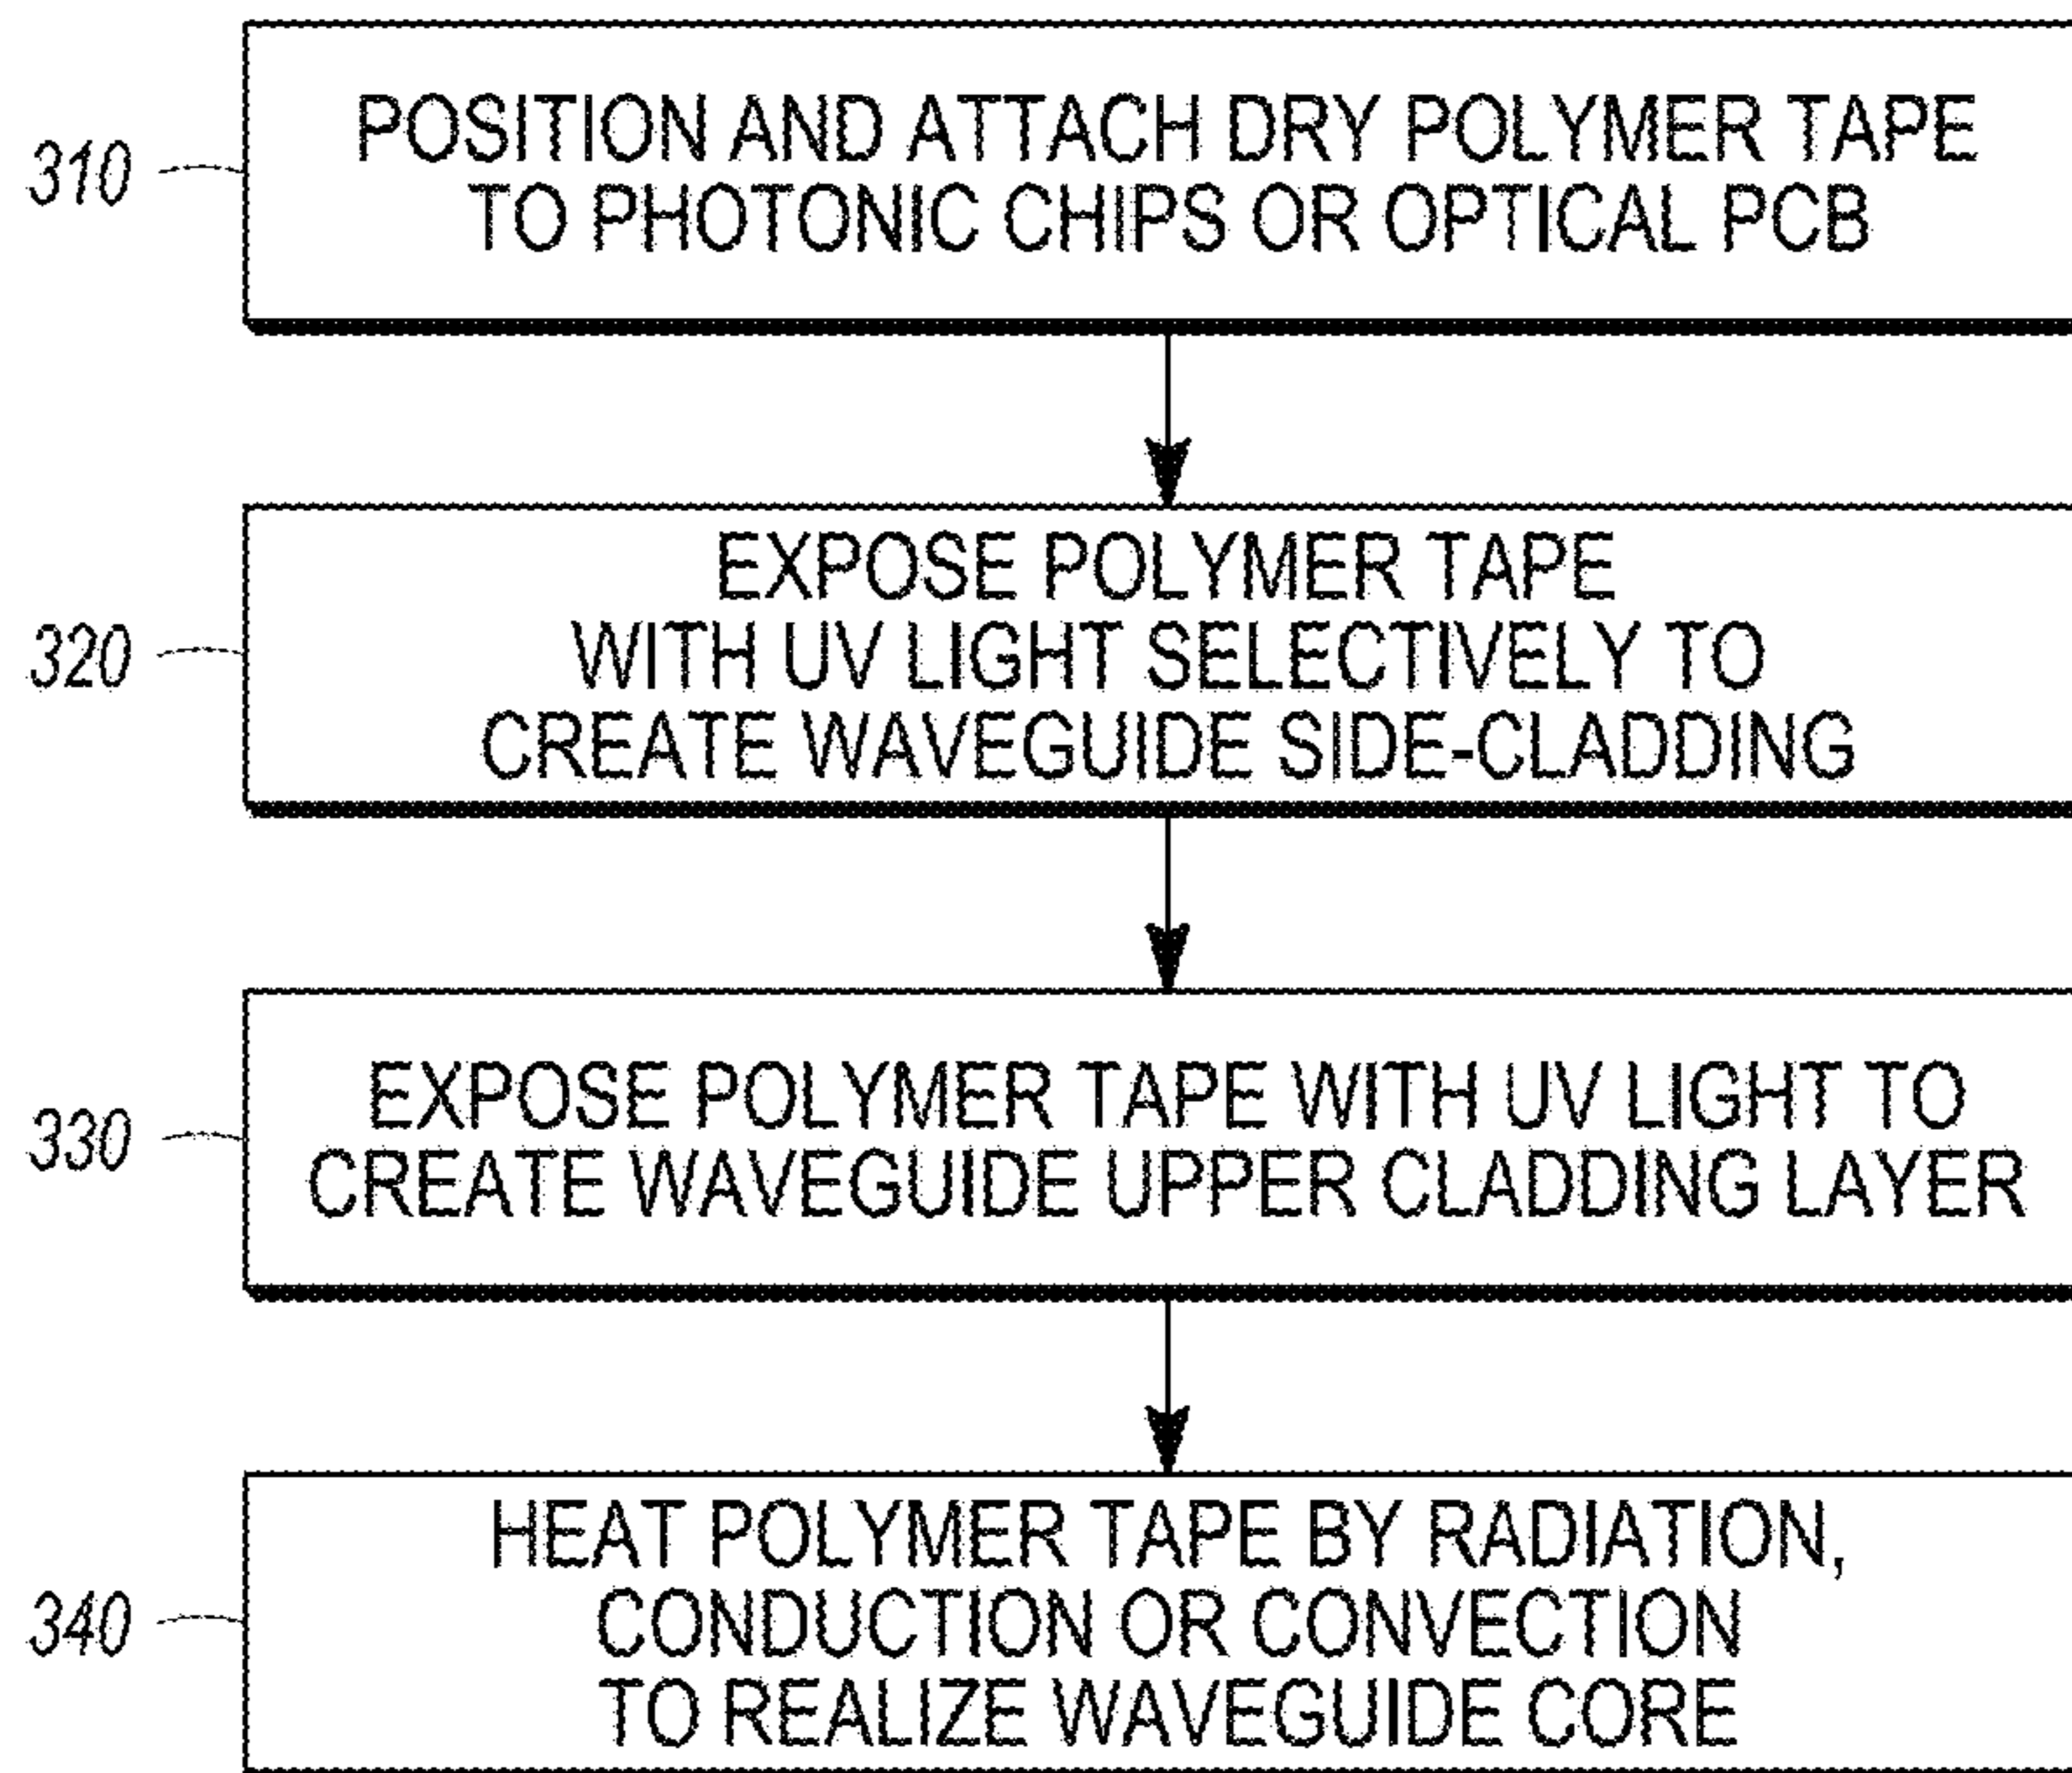 310
POSITION AND ATTACH DRY POLYMER TAPE
TO PHOTONIC CHIPS OR OPTICAL PCB
320
EXPOSE POLYMER TAPE
WITH UV LIGHT SELECTIVELY TO
CREATE WAVEGUIDE SIDE-CLADDING
330
EXPOSE POLYMER TAPE WITH UV LIGHT TO
CREATE WAVEGUIDE UPPER CLADDING LAYER
340
HEAT POLYMER TAPE BY RADIATION,
CONDUCTION OR CONVECTION
TO REALIZE WAVEGUIDE CORE